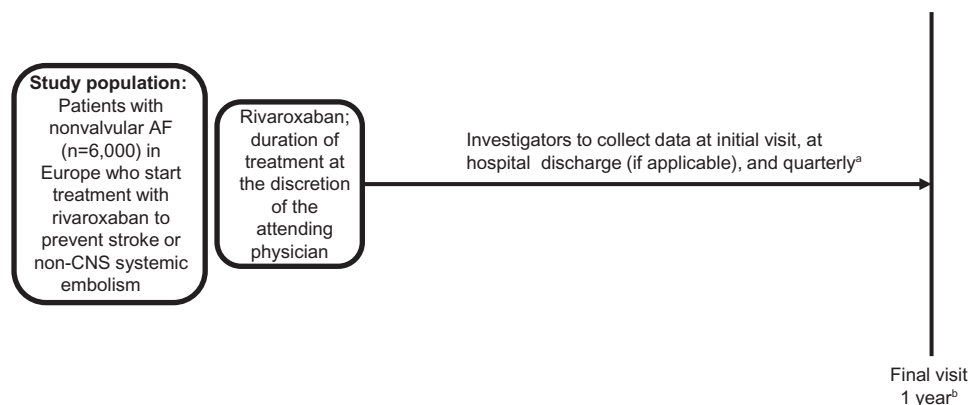 Study population:
Patients with
nonvalvular AF
(n=6,000) in
Europe who start
treatment with
rivaroxaban to
prevent stroke or
non-CNS systemic
embolism
Rivaroxaban;
duration of
treatment at
the discretion
of the
attending
physician
Investigators to collect data at initial visit, at
hospital discharge (if applicable), and quarterlyᵃ
Final visit
1 yearᵇ